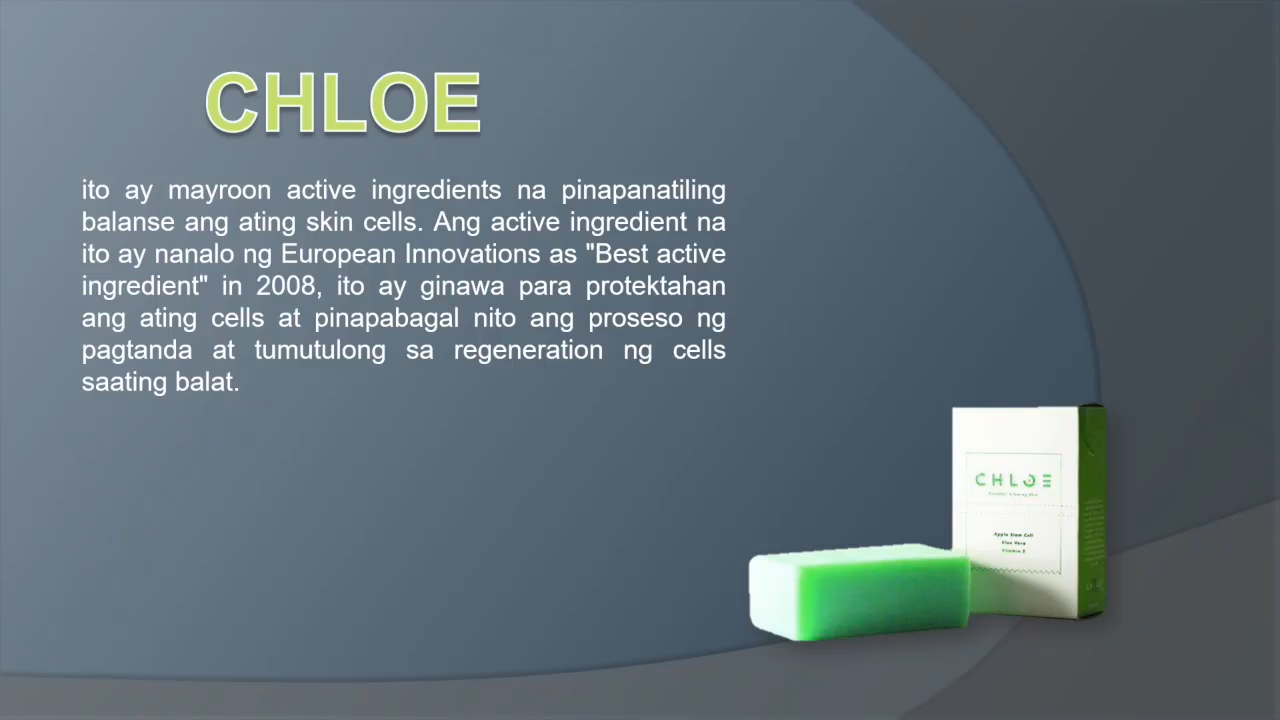 CHLOE
ito ay mayroon active ingredients na pinapanatiling
balanse ang ating skin cells. Ang active ingredient na
ito ay nanalo ng European Innovations as "Best active
ingredient" in 2008, ito ay ginawa para protektahan
ang ating cells at pinapabagal nito ang proseso ng
pagtanda at tumutulong sa regeneration ng cells
saating balat.
CHLOE
Apple Stem Cell
Aloe Vera
Vitamin E